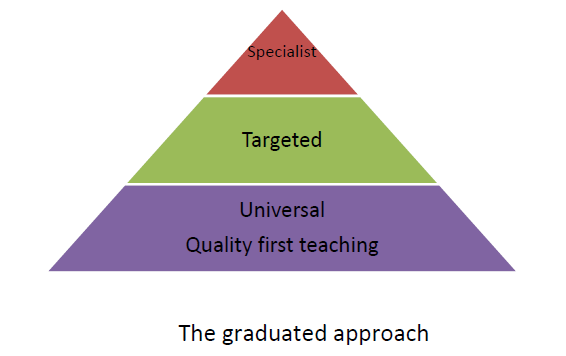 Specialist
Targeted
Universal
Quality first teaching
The graduated approach